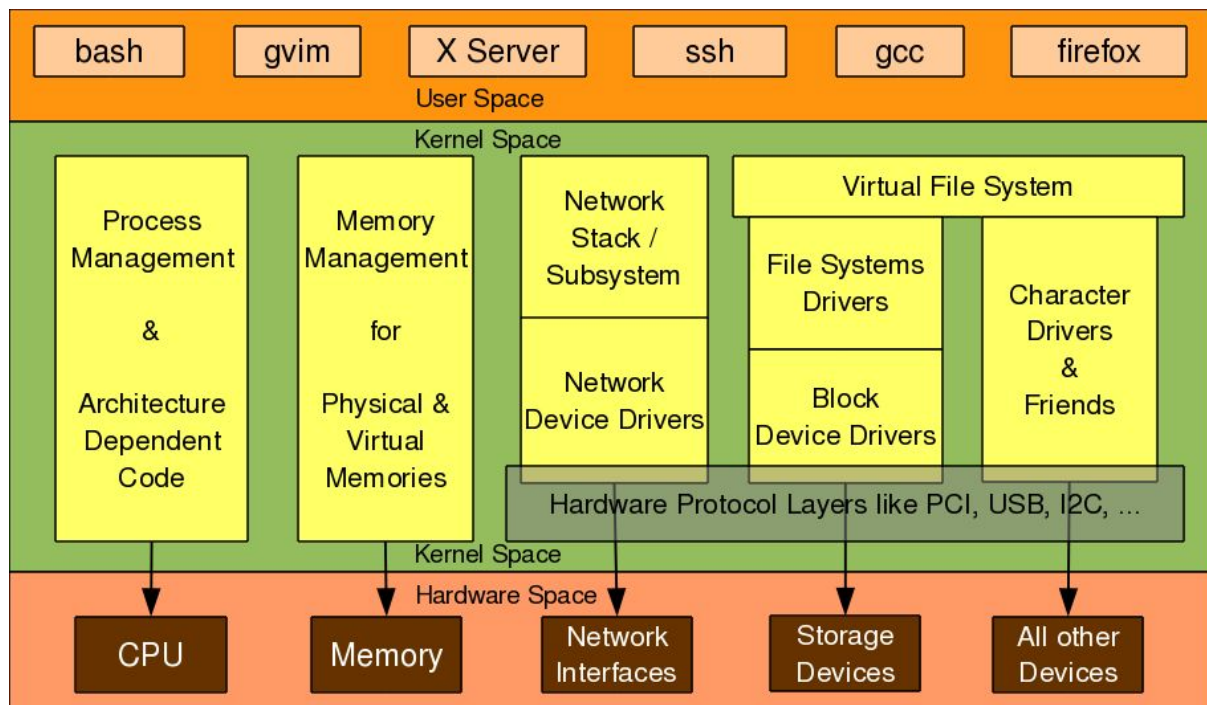 bash
gvim
X Server
ssh
gcc
firefox
User Space
Kernel Space
Process
Management
&
Architecture
Dependent
Code
Memory
Management
for
Physical &
Virtual
Memories
Network
Stack /
Subsystem
Network
Device Drivers
Virtual File System
File Systems
Drivers
Block
Device Drivers
Character
Drivers
&
Friends
Hardware Protocol Layers like PCI, USB, I2C, ...
Kernel Space
Hardware Space
CPU
Memory
Network
Interfaces
Storage
Devices
All other
Devices